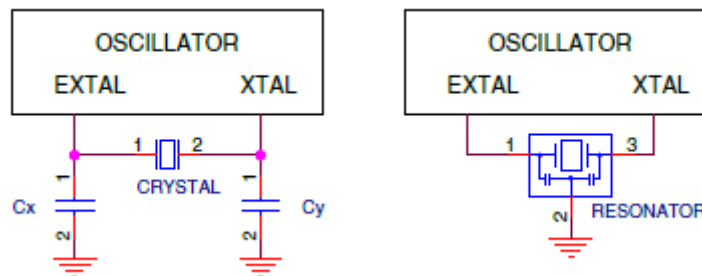 OSCILLATOR
EXTAL XTAL
1 2
CRYSTAL
1 1
Cx Cy
2 2
OSCILLATOR
EXTAL XTAL
1 3
2
RESONATOR